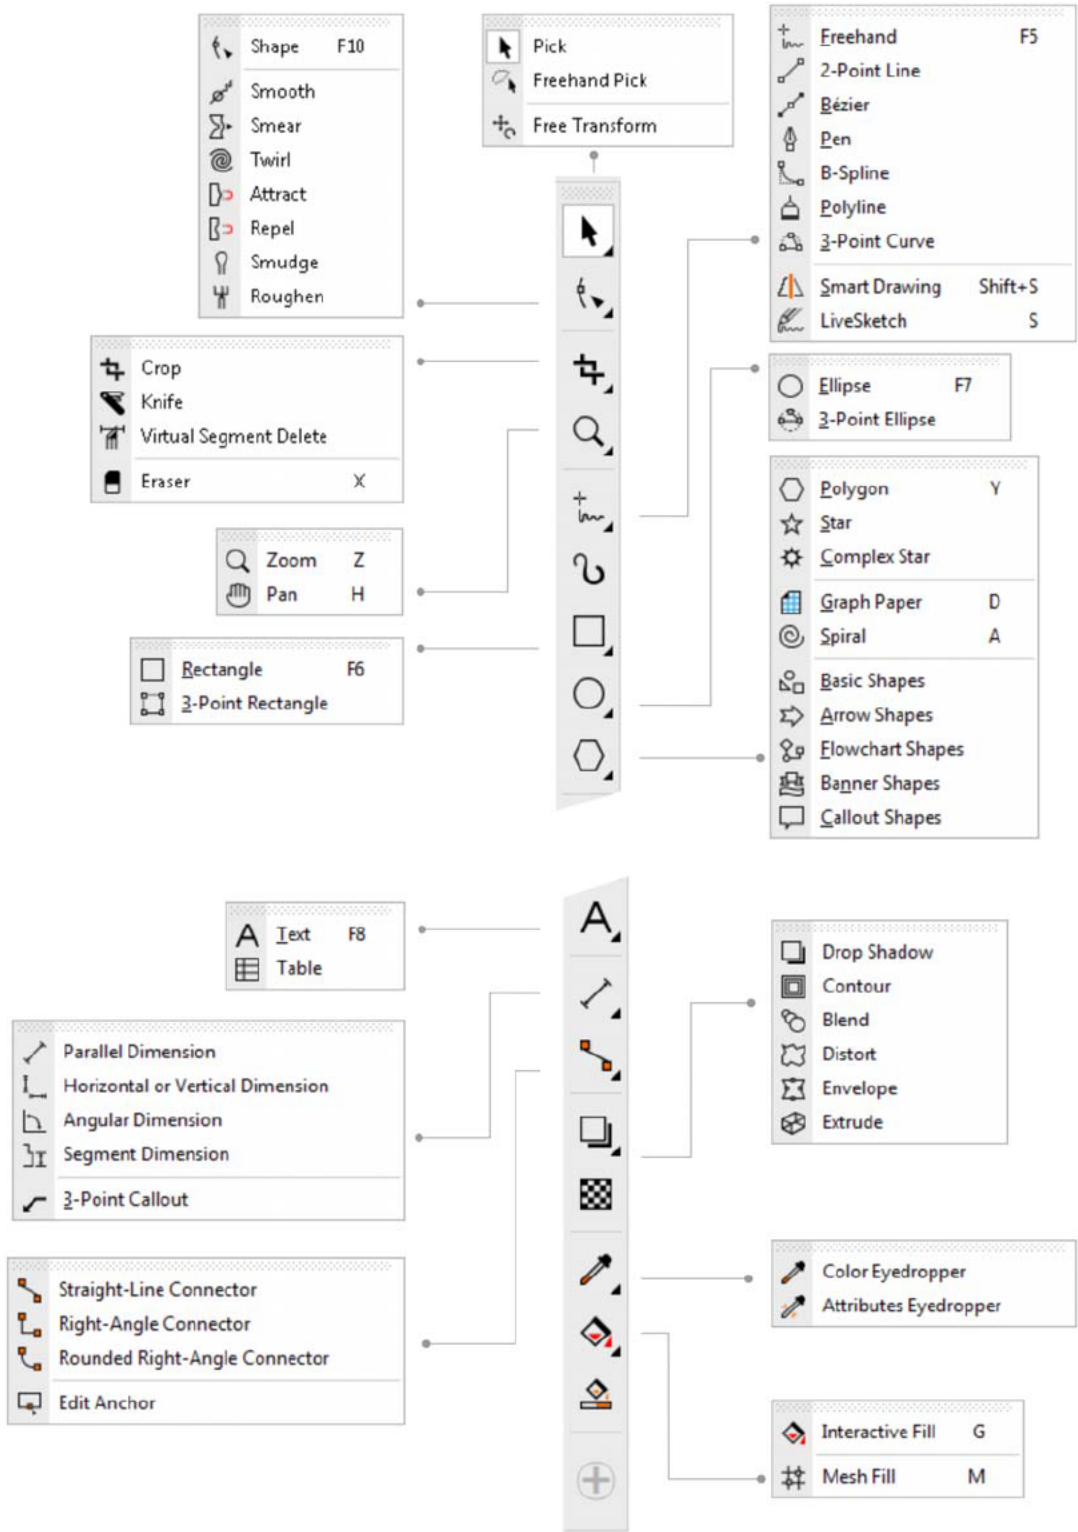 Shape F10
Smooth
Smear
Twirl
Attract
Repel
Smudge
Roughen
Pick
Freehand Pick
Free Transform
Freehand F5
2-Point Line
Bézier
Pen
B-Spline
Polyline
3-Point Curve
Smart Drawing Shift+S
LiveSketch S
Crop
Knife
Virtual Segment Delete
Eraser X
Ellipse F7
3-Point Ellipse
Zoom Z
Pan H
Polygon Y
Star
Complex Star
Graph Paper D
Spiral A
Basic Shapes
Arrow Shapes
Flowchart Shapes
Banner Shapes
Callout Shapes
Rectangle F6
3-Point Rectangle
Text F8
Table
Drop Shadow
Contour
Blend
Distort
Envelope
Extrude
Parallel Dimension
Horizontal or Vertical Dimension
Angular Dimension
Segment Dimension
3-Point Callout
Straight-Line Connector
Right-Angle Connector
Rounded Right-Angle Connector
Edit Anchor
Color Eyedropper
Attributes Eyedropper
Interactive Fill G
Mesh Fill M